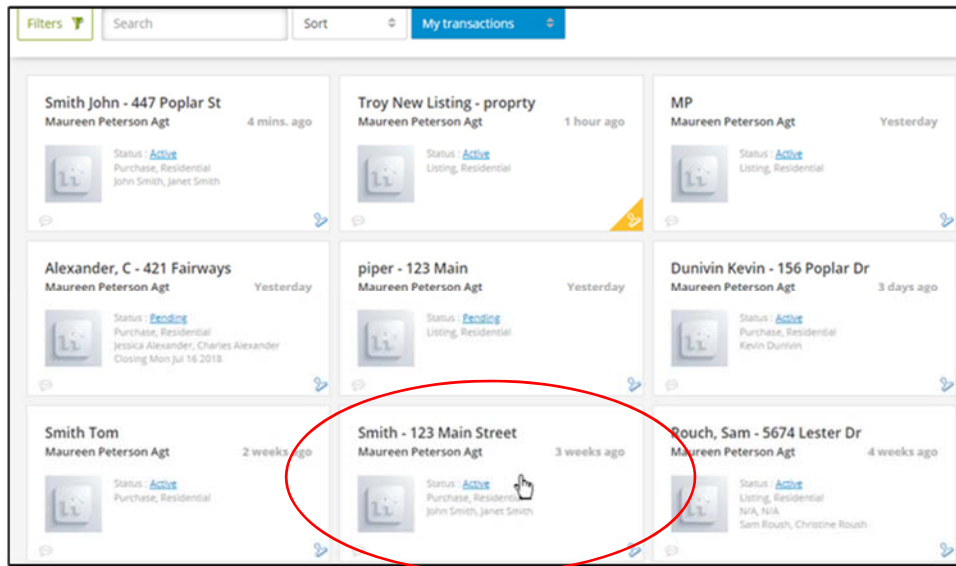 Filters Search Sort My transactions
Smith John - 447 Poplar St
Maureen Peterson Agt 4 mins. ago
Status : Active
Purchase, Residential
John Smith, Janet Smith
Troy New Listing - proprty
Maureen Peterson Agt 1 hour ago
Status : Active
Listing, Residential
MP
Maureen Peterson Agt Yesterday
Status : Active
Listing, Residential
Alexander, C - 421 Fairways
Maureen Peterson Agt Yesterday
Status : Pending
Purchase, Residential
Jessica Alexander, Charles Alexander
Closing Mon Jul 16 2018
piper - 123 Main
Maureen Peterson Agt Yesterday
Status : Pending
Listing, Residential
Dunivin Kevin - 156 Poplar Dr
Maureen Peterson Agt 3 days ago
Status : Active
Purchase, Residential
Kevin Dunivin
Smith Tom
Maureen Peterson Agt 2 weeks ago
Status : Active
Purchase, Residential
Smith - 123 Main Street
Maureen Peterson Agt 3 weeks ago
Status : Active
Purchase, Residential
John Smith, Janet Smith
Rouch, Sam - 5674 Lester Dr
Maureen Peterson Agt 4 weeks ago
Status : Active
Listing, Residential
N/A, N/A
Sam Roush, Christine Roush